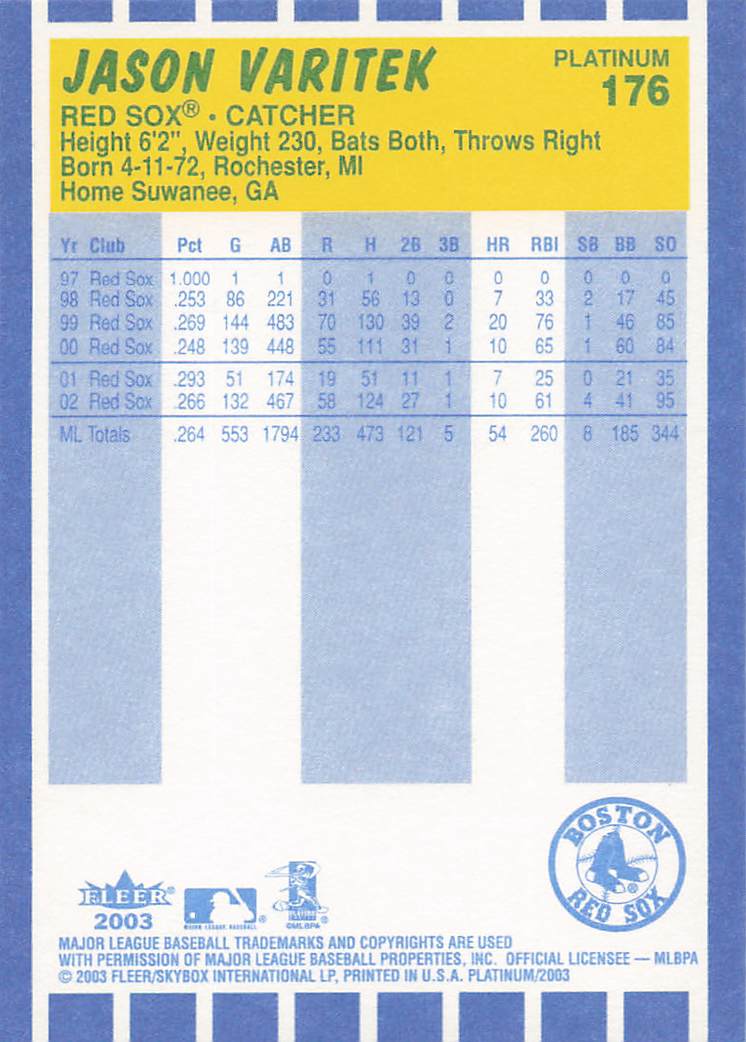 JASON VARITEK
PLATINUM
176
RED SOX® · CATCHER
Height 6'2", Weight 230, Bats Both, Throws Right
Born 4-11-72, Rochester, MI
Home Suwanee, GA
Yr Club Pct G AB R H 2B 3B HR RBI SB BB SO
97 Red Sox 1.000 1 1 0 1 0 0 0 0 0 0 0
98 Red Sox .253 86 221 31 56 13 0 7 33 2 17 45
99 Red Sox .269 144 483 70 130 39 2 20 76 1 46 85
00 Red Sox .248 139 448 55 111 31 1 10 65 1 60 84
01 Red Sox .293 51 174 19 51 11 1 7 25 0 21 35
02 Red Sox .266 132 467 58 124 27 1 10 61 4 41 95
ML Totals .264 553 1794 233 473 121 5 54 260 8 185 344
BOSTON
RED SOX
®
FLEER®
2003
®
MAJOR LEAGUE BASEBALL
©MLBPA
MAJOR LEAGUE BASEBALL TRADEMARKS AND COPYRIGHTS ARE USED
WITH PERMISSION OF MAJOR LEAGUE BASEBALL PROPERTIES, INC. OFFICIAL LICENSEE — MLBPA
© 2003 FLEER/SKYBOX INTERNATIONAL LP, PRINTED IN U.S.A. PLATINUM/2003